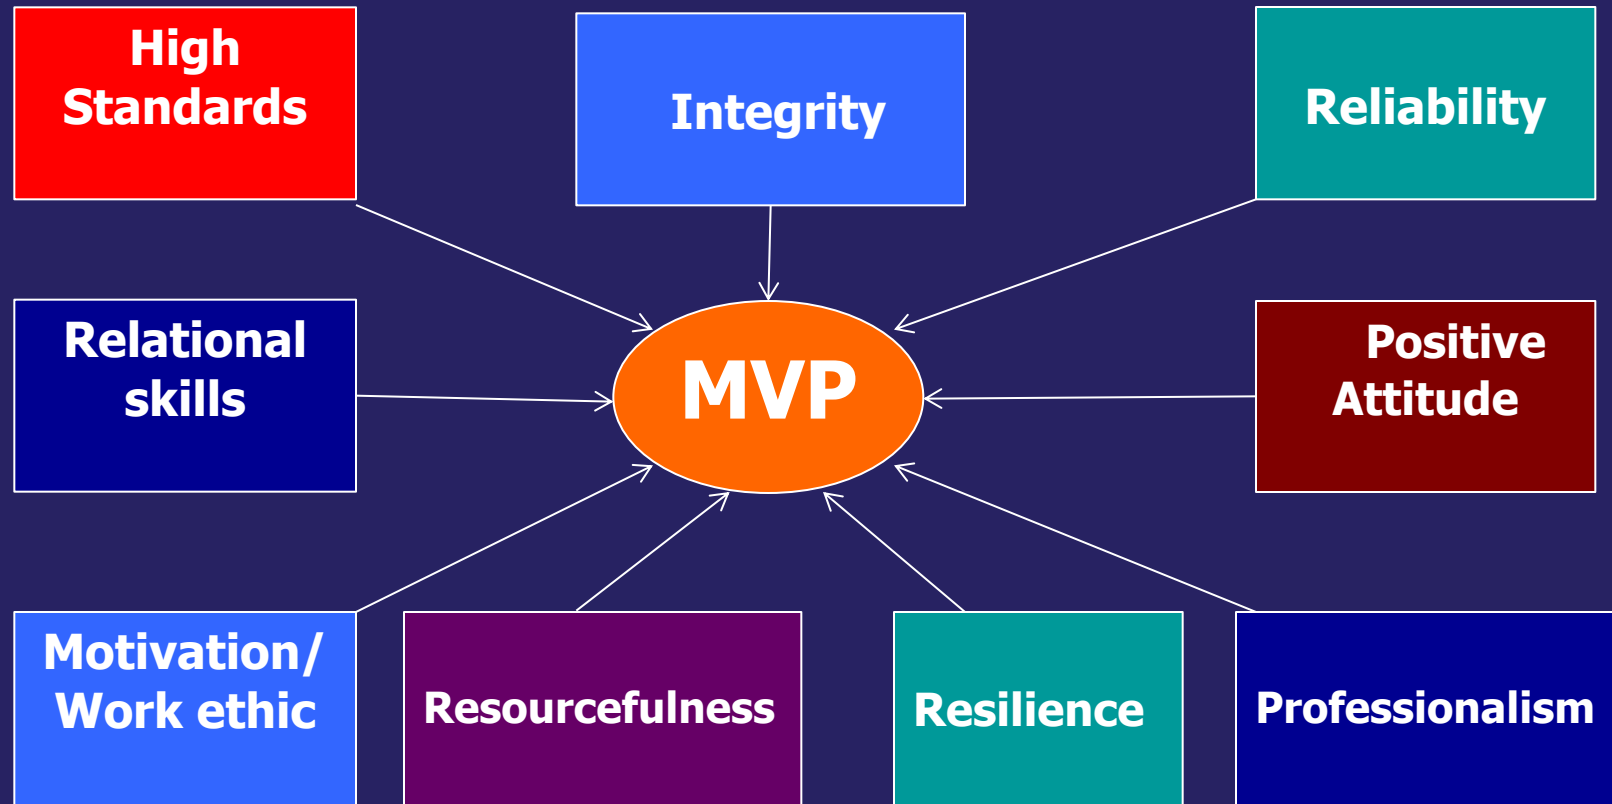 High
Standards
Integrity
Reliability
Relational
skills
MVP
Positive
Attitude
Motivation/
Work ethic
Resourcefulness
Resilience
Professionalism